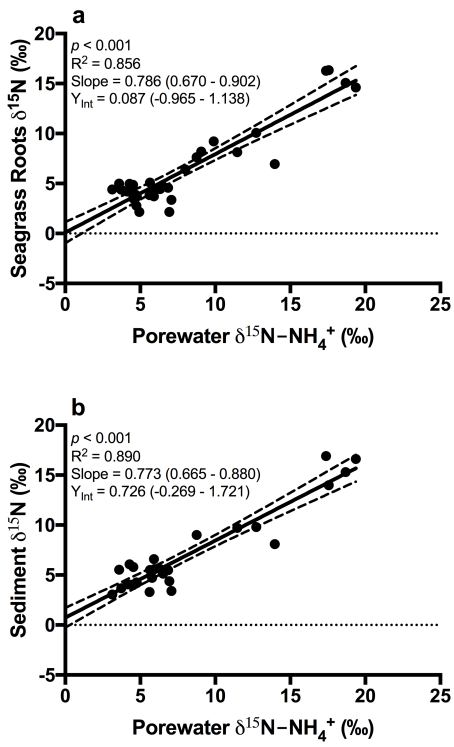 a
20
15
10
5
0
-5
Seagrass Roots δ¹⁵N (‰)
p < 0.001
R² = 0.856
Slope = 0.786 (0.670 - 0.902)
Y_Int = 0.087 (-0.965 - 1.138)
0 5 10 15 20 25
Porewater δ¹⁵N−NH₄⁺ (‰)
b
20
15
10
5
0
-5
Sediment δ¹⁵N (‰)
p < 0.001
R² = 0.890
Slope = 0.773 (0.665 - 0.880)
Y_Int = 0.726 (-0.269 - 1.721)
0 5 10 15 20 25
Porewater δ¹⁵N−NH₄⁺ (‰)